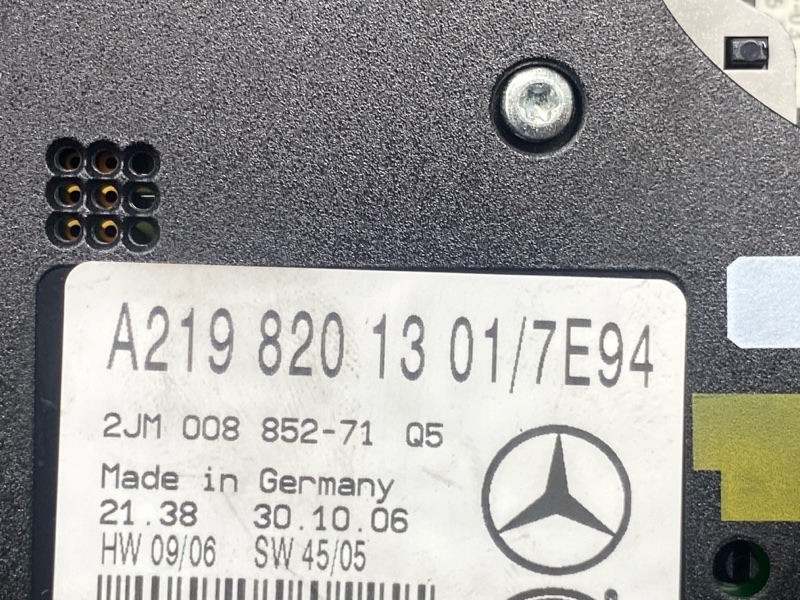 A219 820 13 01/7E94
2JM 008 852-71 Q5
Made in Germany
21.38 30.10.06
HW 09/06 SW 45/05